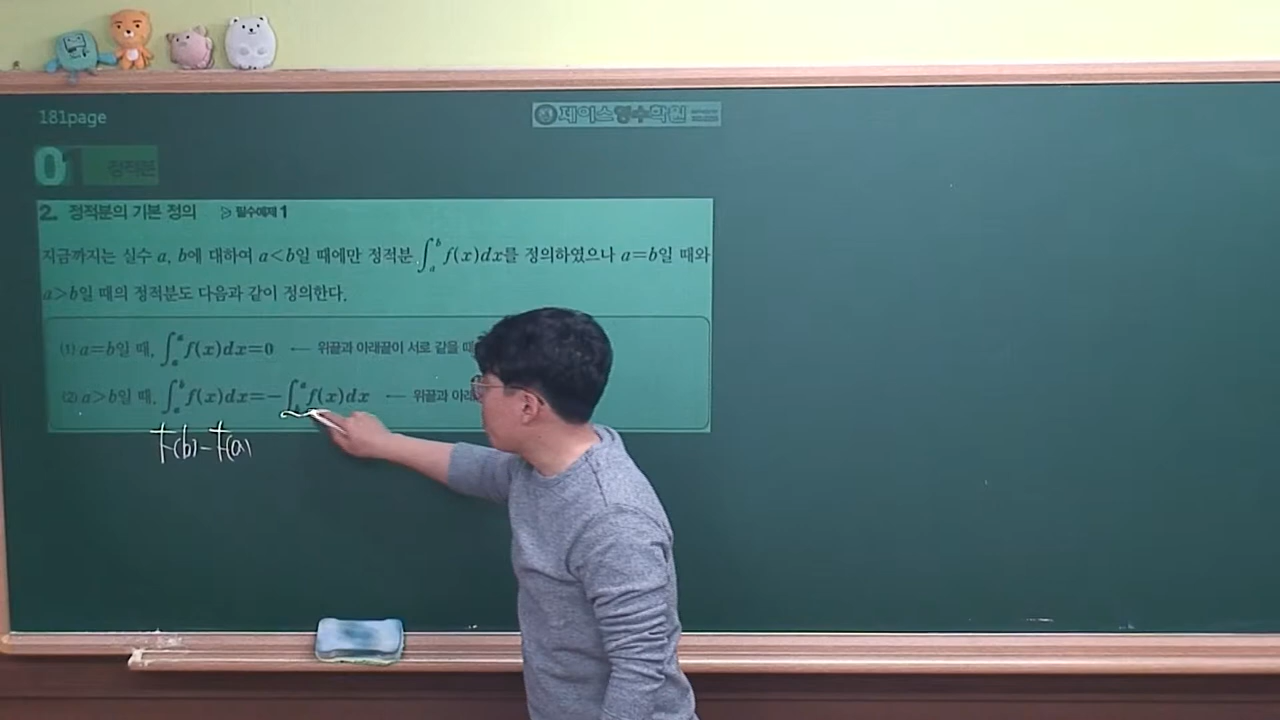 181page
제이스영수학원
01 정적분
2. 정적분의 기본 정의 ▷ 필수예제 1
지금까지는 실수 a, b에 대하여 a<b일 때에만 정적분 ∫_a^b f(x)dx를 정의하였으나 a=b일 때와
a>b일 때의 정적분도 다음과 같이 정의한다.
(1) a=b일 때, ∫_a^a f(x)dx=0 ← 위끝과 아래끝이 서로 같을 때
(2) a>b일 때, ∫_a^b f(x)dx=-∫_b^a f(x)dx ← 위끝과 아래
F(b)-F(a)